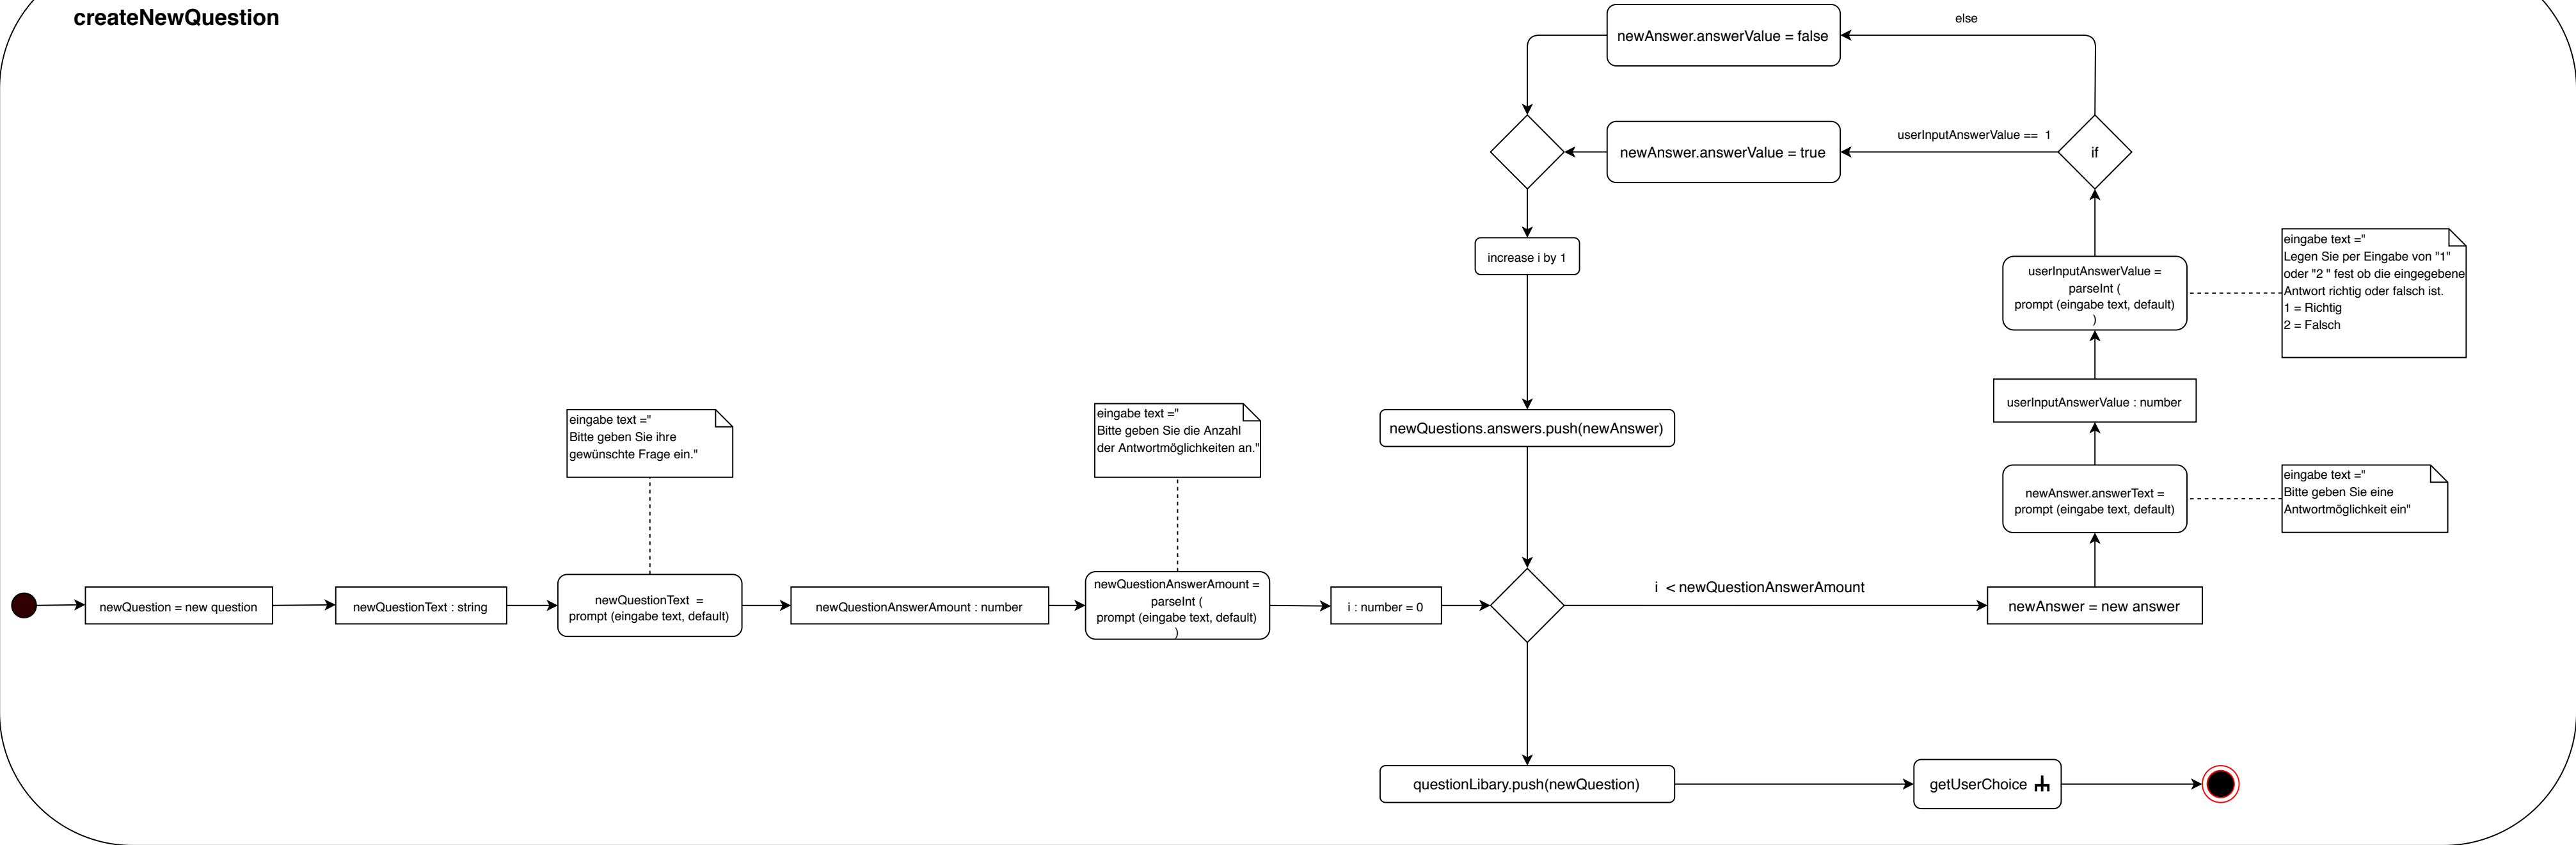 createNewQuestion
newQuestion = new question
newQuestionText : string
eingabe text ="
Bitte geben Sie ihre
gewünschte Frage ein."
newQuestionText =
prompt (eingabe text, default)
newQuestionAnswerAmount : number
eingabe text ="
Bitte geben Sie die Anzahl
der Antwortmöglichkeiten an."
newQuestionAnswerAmount =
parseInt (
prompt (eingabe text, default)
)
i : number = 0
i < newQuestionAnswerAmount
newAnswer = new answer
newAnswer.answerText =
prompt (eingabe text, default)
eingabe text ="
Bitte geben Sie eine
Antwortmöglichkeit ein"
userInputAnswerValue : number
userInputAnswerValue =
parseInt (
prompt (eingabe text, default)
)
eingabe text ="
Legen Sie per Eingabe von "1"
oder "2 " fest ob die eingegebene
Antwort richtig oder falsch ist.
1 = Richtig
2 = Falsch
if
userInputAnswerValue == 1
newAnswer.answerValue = true
else
newAnswer.answerValue = false
increase i by 1
newQuestions.answers.push(newAnswer)
questionLibary.push(newQuestion)
getUserChoice